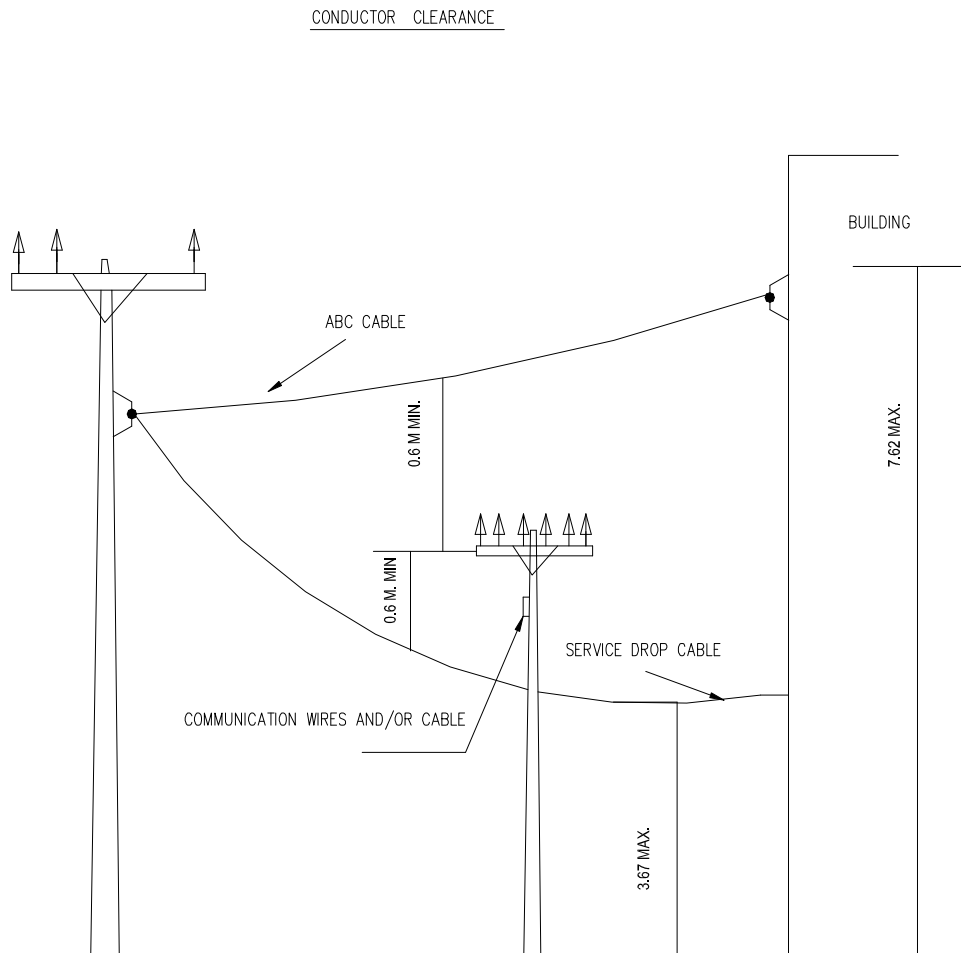 CONDUCTOR CLEARANCE
BUILDING
ABC CABLE
0.6 M MIN.
7.62 MAX.
0.6 M. MIN
SERVICE DROP CABLE
COMMUNICATION WIRES AND/OR CABLE
3.67 MAX.